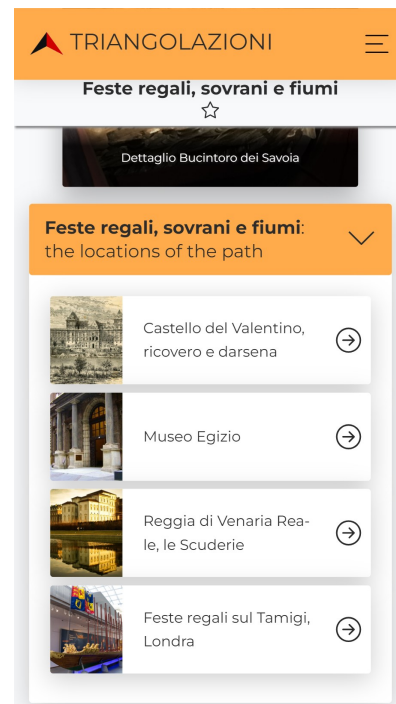 TRIANGOLAZIONI
Feste regali, sovrani e fiumi
Dettaglio Bucintoro dei Savoia
Feste regali, sovrani e fiumi:
the locations of the path
Castello del Valentino,
ricovero e darsena
Museo Egizio
Reggia di Venaria Rea-
le, le Scuderie
Feste regali sul Tamigi,
Londra